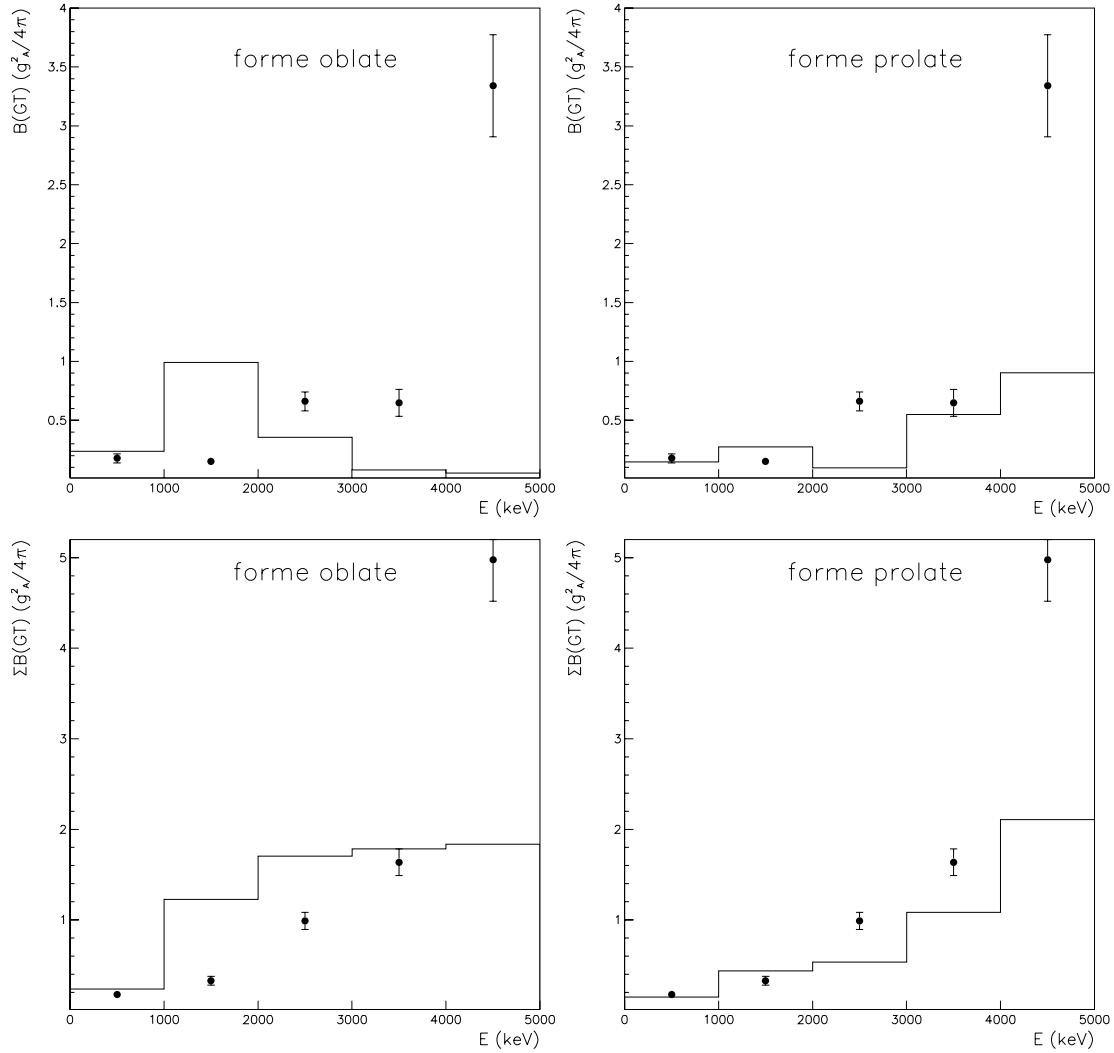 B(GT) (g²A/4π)
4
3.5
3
2.5
2
1.5
1
0.5
forme oblate
0 1000 2000 3000 4000 5000
E (keV)
B(GT) (g²A/4π)
4
3.5
3
2.5
2
1.5
1
0.5
forme prolate
0 1000 2000 3000 4000 5000
E (keV)
ΣB(GT) (g²A/4π)
5
4
3
2
1
forme oblate
0 1000 2000 3000 4000 5000
E (keV)
ΣB(GT) (g²A/4π)
5
4
3
2
1
forme prolate
0 1000 2000 3000 4000 5000
E (keV)